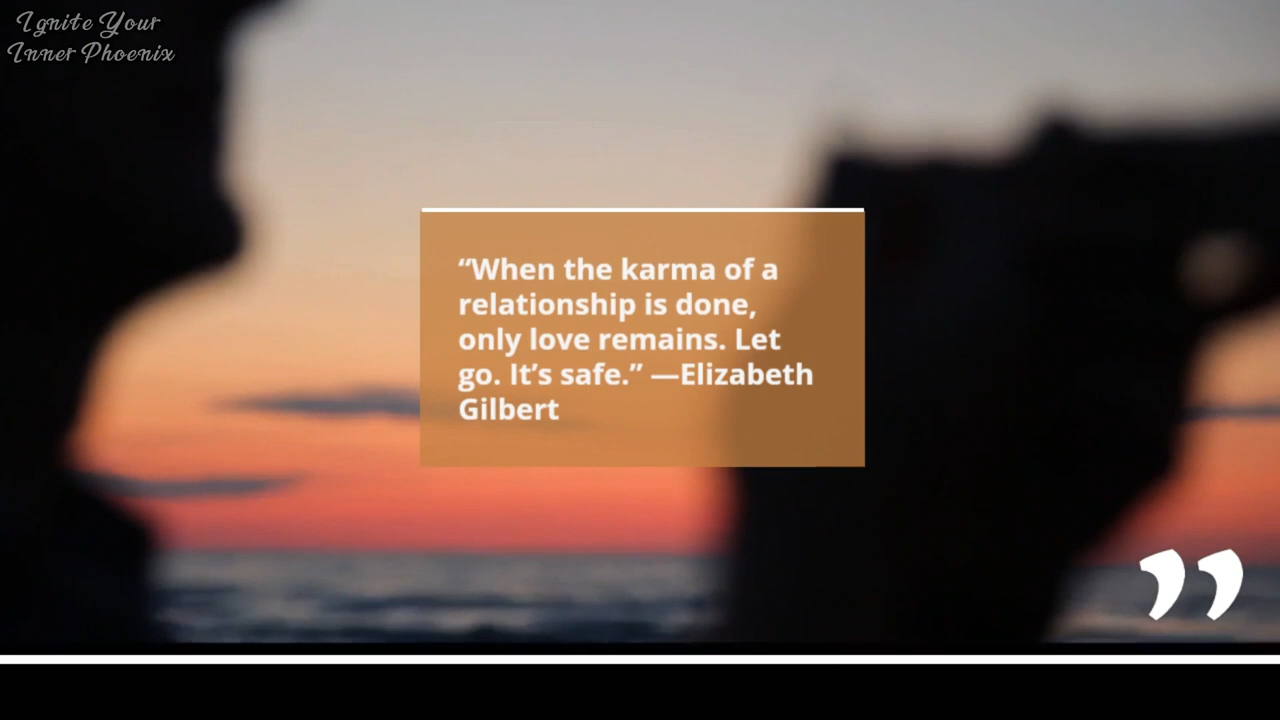 Ignite Your
Inner Phoenix
“When the karma of a
relationship is done,
only love remains. Let
go. It’s safe.” —Elizabeth
Gilbert
”